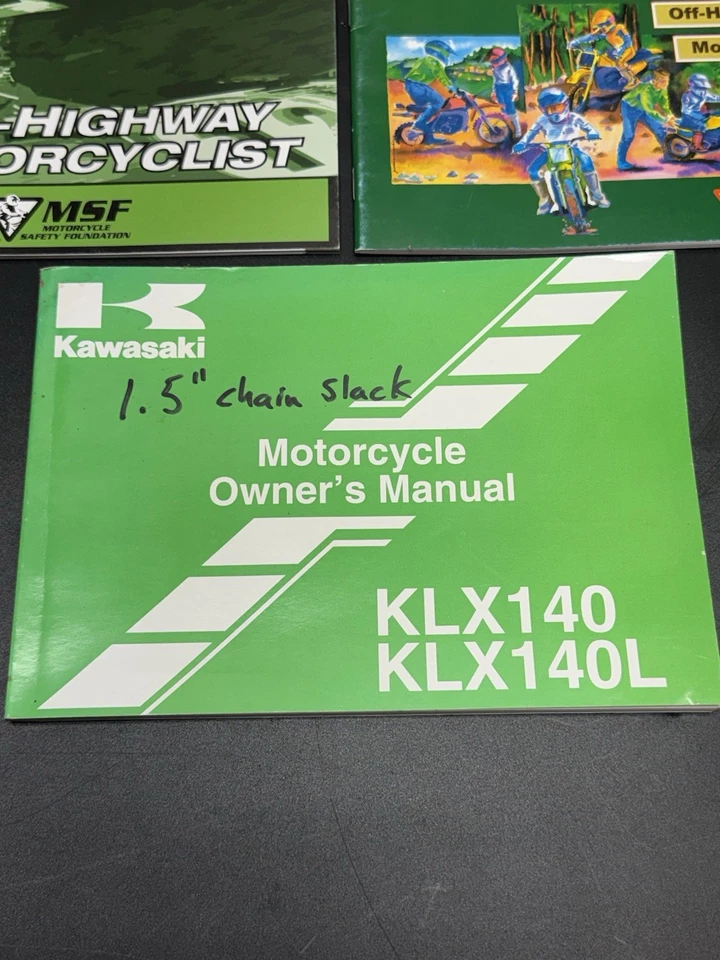 -HIGHWAY
ORCYCLIST
MSF
MOTORCYCLE
SAFETY FOUNDATION
Off-H
Mo
Kawasaki
1.5" chain slack
Motorcycle
Owner's Manual
KLX140
KLX140L